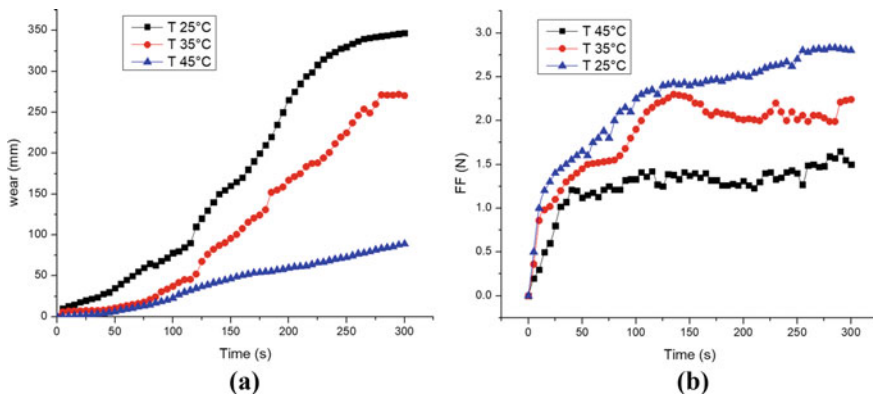 T 25°C
T 35°C
T 45°C
350
300
250
200
150
100
50
0
wear (mm)
0 50 100 150 200 250 300
Time (s)
(a)
T 45°C
T 35°C
T 25°C
3.0
2.5
2.0
1.5
1.0
0.5
0.0
FF (N)
0 50 100 150 200 250 300
Time (s)
(b)